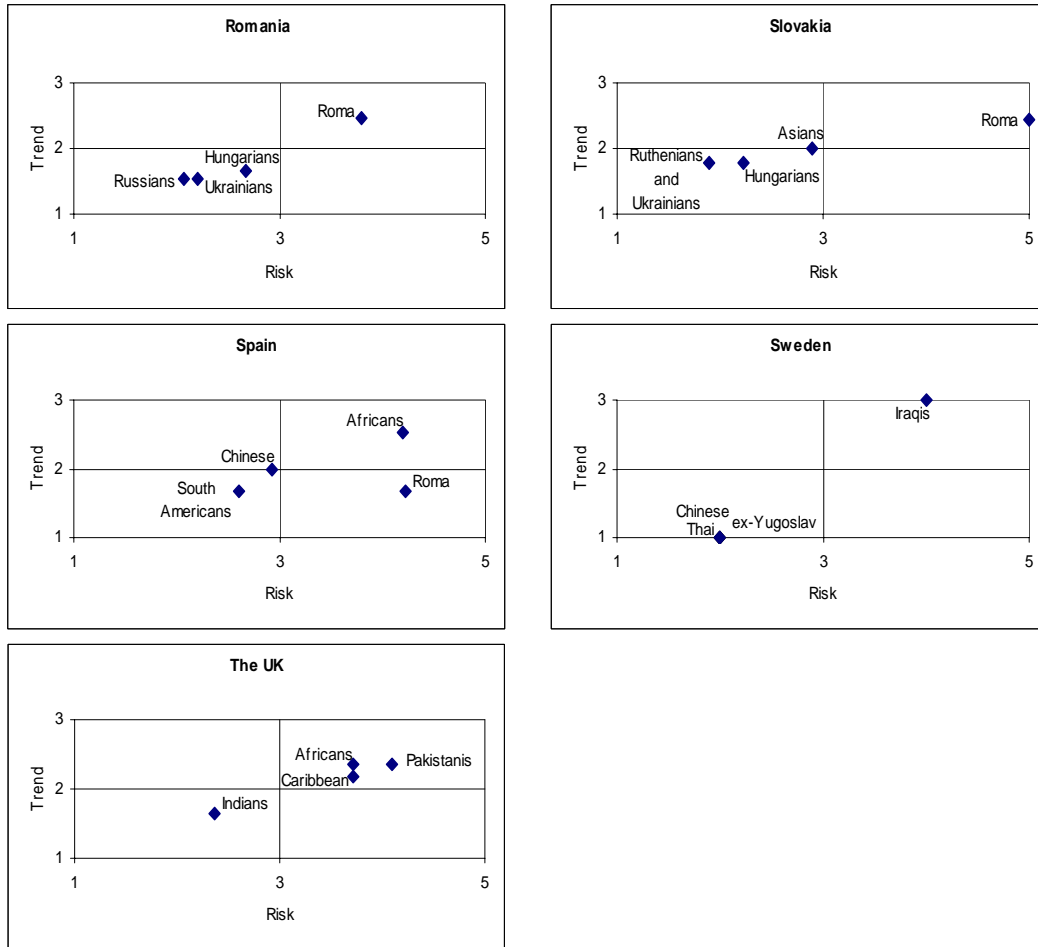 Romania
3
2
1
Trend
Roma
Hungarians
Russians
Ukrainians
1
3
5
Risk
Slovakia
3
2
1
Trend
Roma
Asians
Ruthenians
and
Ukrainians
Hungarians
1
3
5
Risk
Spain
3
2
1
Trend
Africans
Chinese
Roma
South
Americans
1
3
5
Risk
Sweden
3
2
1
Trend
Iraqis
Chinese
Thai
ex-Yugoslav
1
3
5
Risk
The UK
3
2
1
Trend
Africans
Pakistanis
Caribbean
Indians
1
3
5
Risk